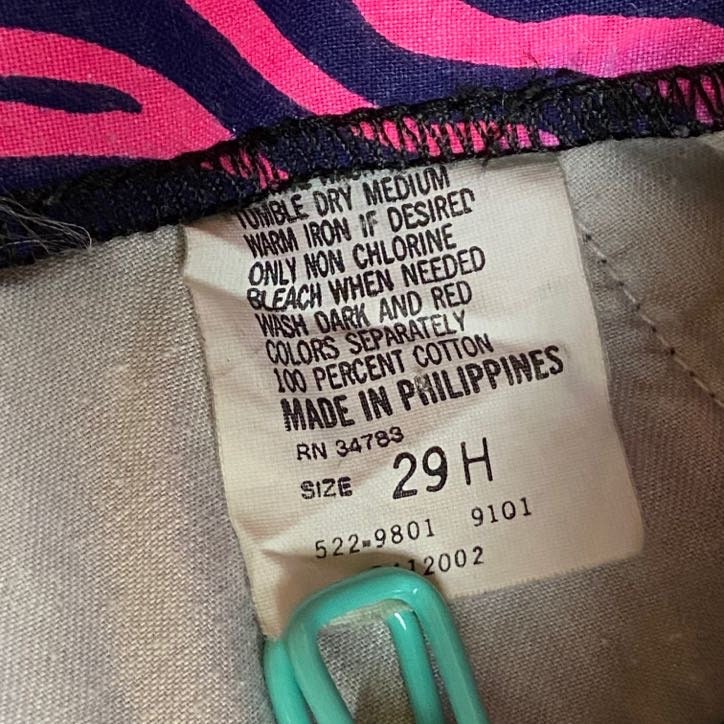 TUMBLE DRY MEDIUM
WARM IRON IF DESIRED
ONLY NON CHLORINE
BLEACH WHEN NEEDED
WASH DARK AND RED
COLORS SEPARATELY
100 PERCENT COTTON
MADE IN PHILIPPINES
RN 34783
SIZE 29 H
522-9801 9101